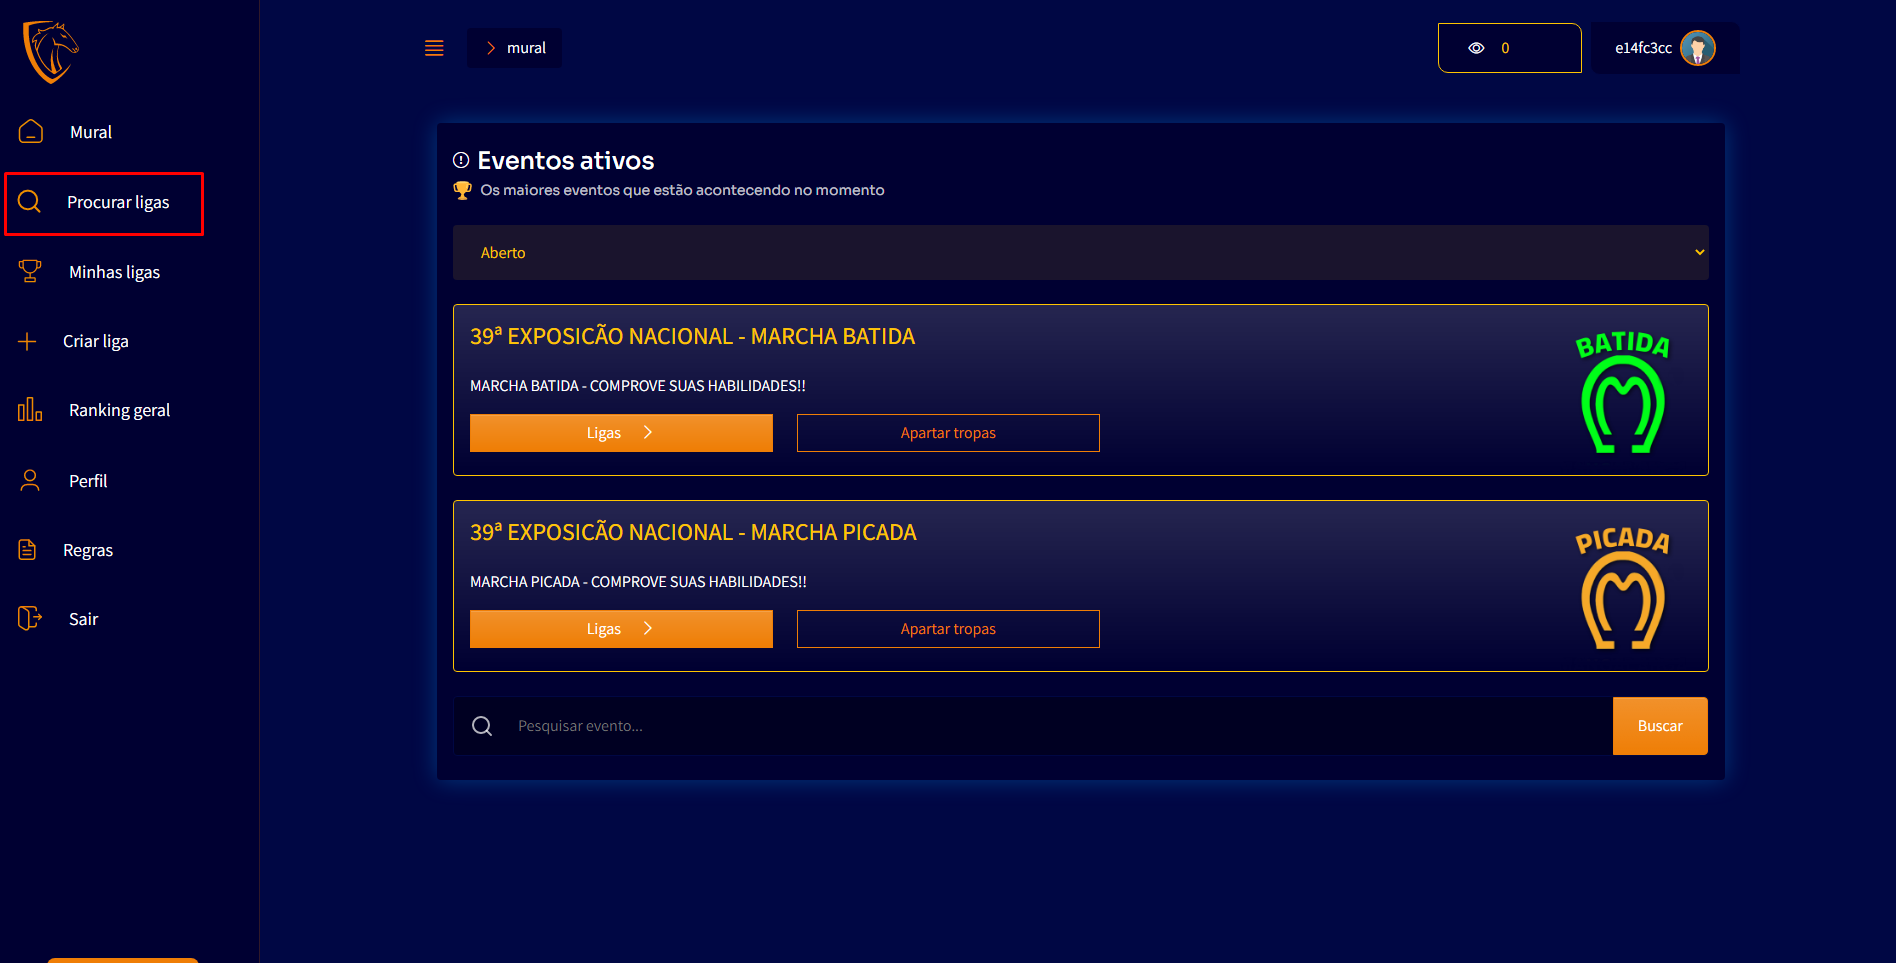 mural
0
e14fc3cc
Mural
Procurar ligas
Minhas ligas
Criar liga
Ranking geral
Perfil
Regras
Sair
Eventos ativos
Os maiores eventos que estão acontecendo no momento
Aberto
39ª EXPOSICÃO NACIONAL - MARCHA BATIDA
MARCHA BATIDA - COMPROVE SUAS HABILIDADES!!
Ligas
Apartar tropas
BATIDA
39ª EXPOSICÃO NACIONAL - MARCHA PICADA
MARCHA PICADA - COMPROVE SUAS HABILIDADES!!
Ligas
Apartar tropas
PICADA
Pesquisar evento...
Buscar